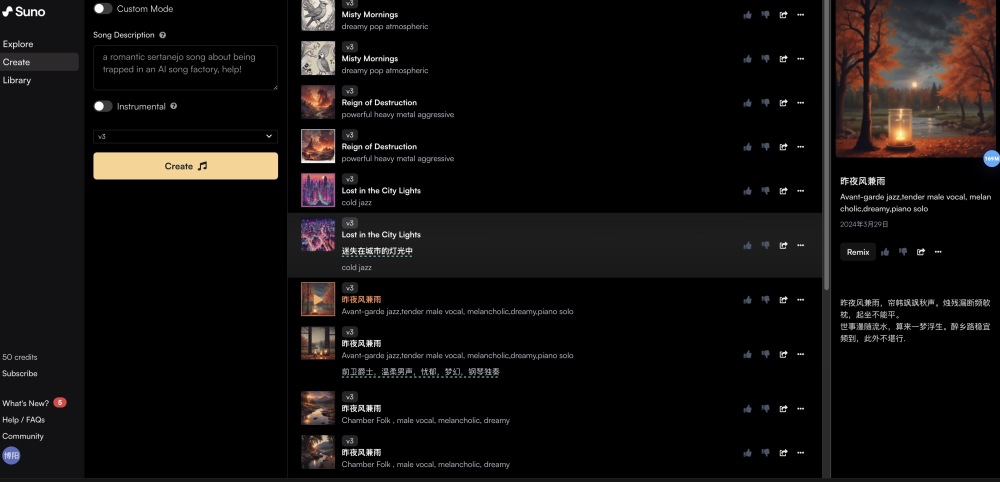 Suno
Explore
Create
Library
50 credits
Subscribe
What's New? 5
Help / FAQs
Community
博阳
Custom Mode
Song Description
a romantic sertanejo song about being
trapped in an AI song factory, help!
Instrumental
v3
Create
Misty Mornings
dreamy pop atmospheric
v3
Misty Mornings
dreamy pop atmospheric
v3
Reign of Destruction
powerful heavy metal aggressive
v3
Reign of Destruction
powerful heavy metal aggressive
v3
Lost in the City Lights
cold jazz
v3
Lost in the City Lights
迷失在城市的灯光中
cold jazz
v3
昨夜风兼雨
Avant-garde jazz,tender male vocal, melancholic,dreamy,piano solo
v3
昨夜风兼雨
Avant-garde jazz,tender male vocal, melancholic,dreamy,piano solo
前卫爵士，温柔男声，忧郁，梦幻，钢琴独奏
v3
昨夜风兼雨
Chamber Folk , male vocal, melancholic, dreamy
v3
昨夜风兼雨
Chamber Folk , male vocal, melancholic, dreamy
昨夜风兼雨
Avant-garde jazz,tender male vocal, melan
cholic,dreamy,piano solo
2024年3月29日
Remix
昨夜风兼雨，帘帏飒飒秋声。烛残漏断频欹
枕，起坐不能平。
世事漫随流水，算来一梦浮生。醉乡路稳宜
频到，此外不堪行.